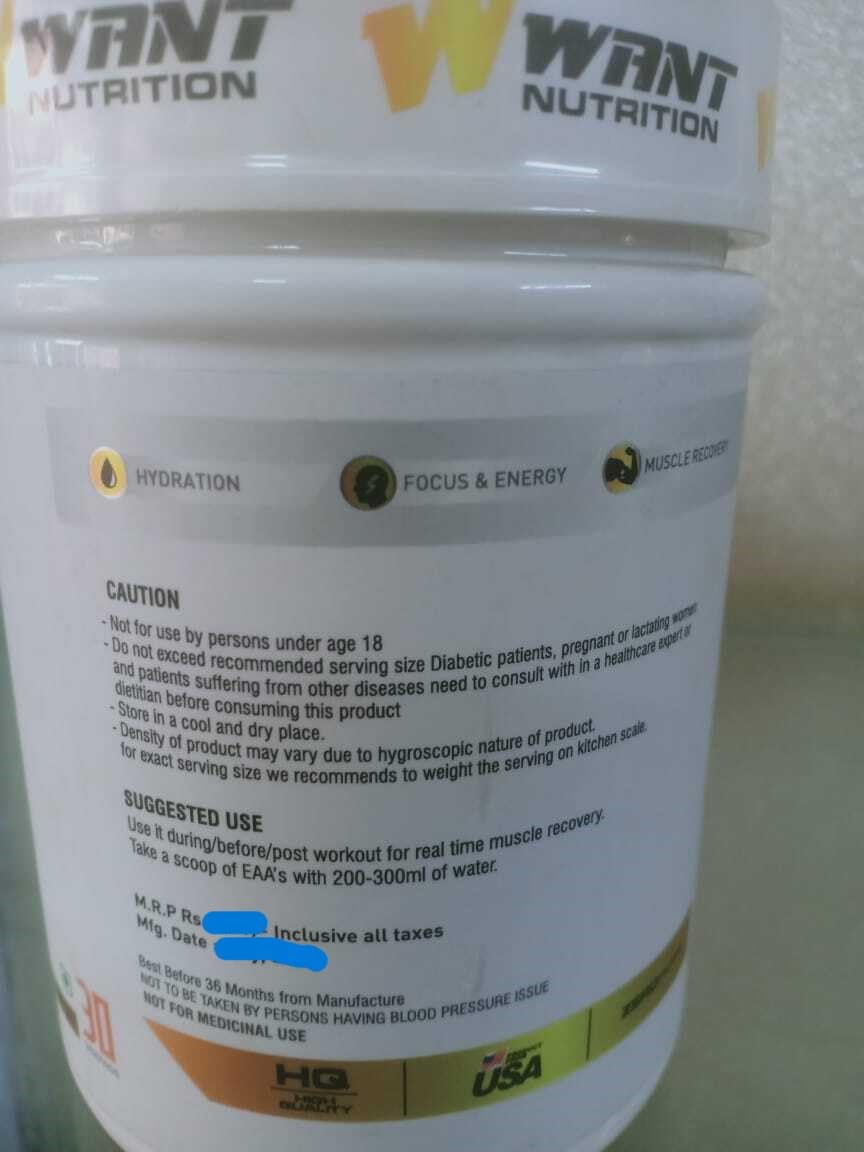 WANT
NUTRITION
WANT
NUTRITION
HYDRATION
FOCUS & ENERGY
MUSCLE RECOVERY
CAUTION
- Not for use by persons under age 18
- Do not exceed recommended serving size Diabetic patients, pregnant or lactating women
and patients suffering from other diseases need to consult with in a healthcare expert or
dietitian before consuming this product
- Store in a cool and dry place.
- Density of product may vary due to hygroscopic nature of product.
for exact serving size we recommends to weight the serving on kitchen scale.
SUGGESTED USE
Use it during/before/post workout for real time muscle recovery.
Take a scoop of EAA's with 200-300ml of water.
M.R.P Rs
Inclusive all taxes
Mfg. Date
Best Before 36 Months from Manufacture
NOT TO BE TAKEN BY PERSONS HAVING BLOOD PRESSURE ISSUE
NOT FOR MEDICINAL USE
30
HQ
HIGH
QUALITY
USA